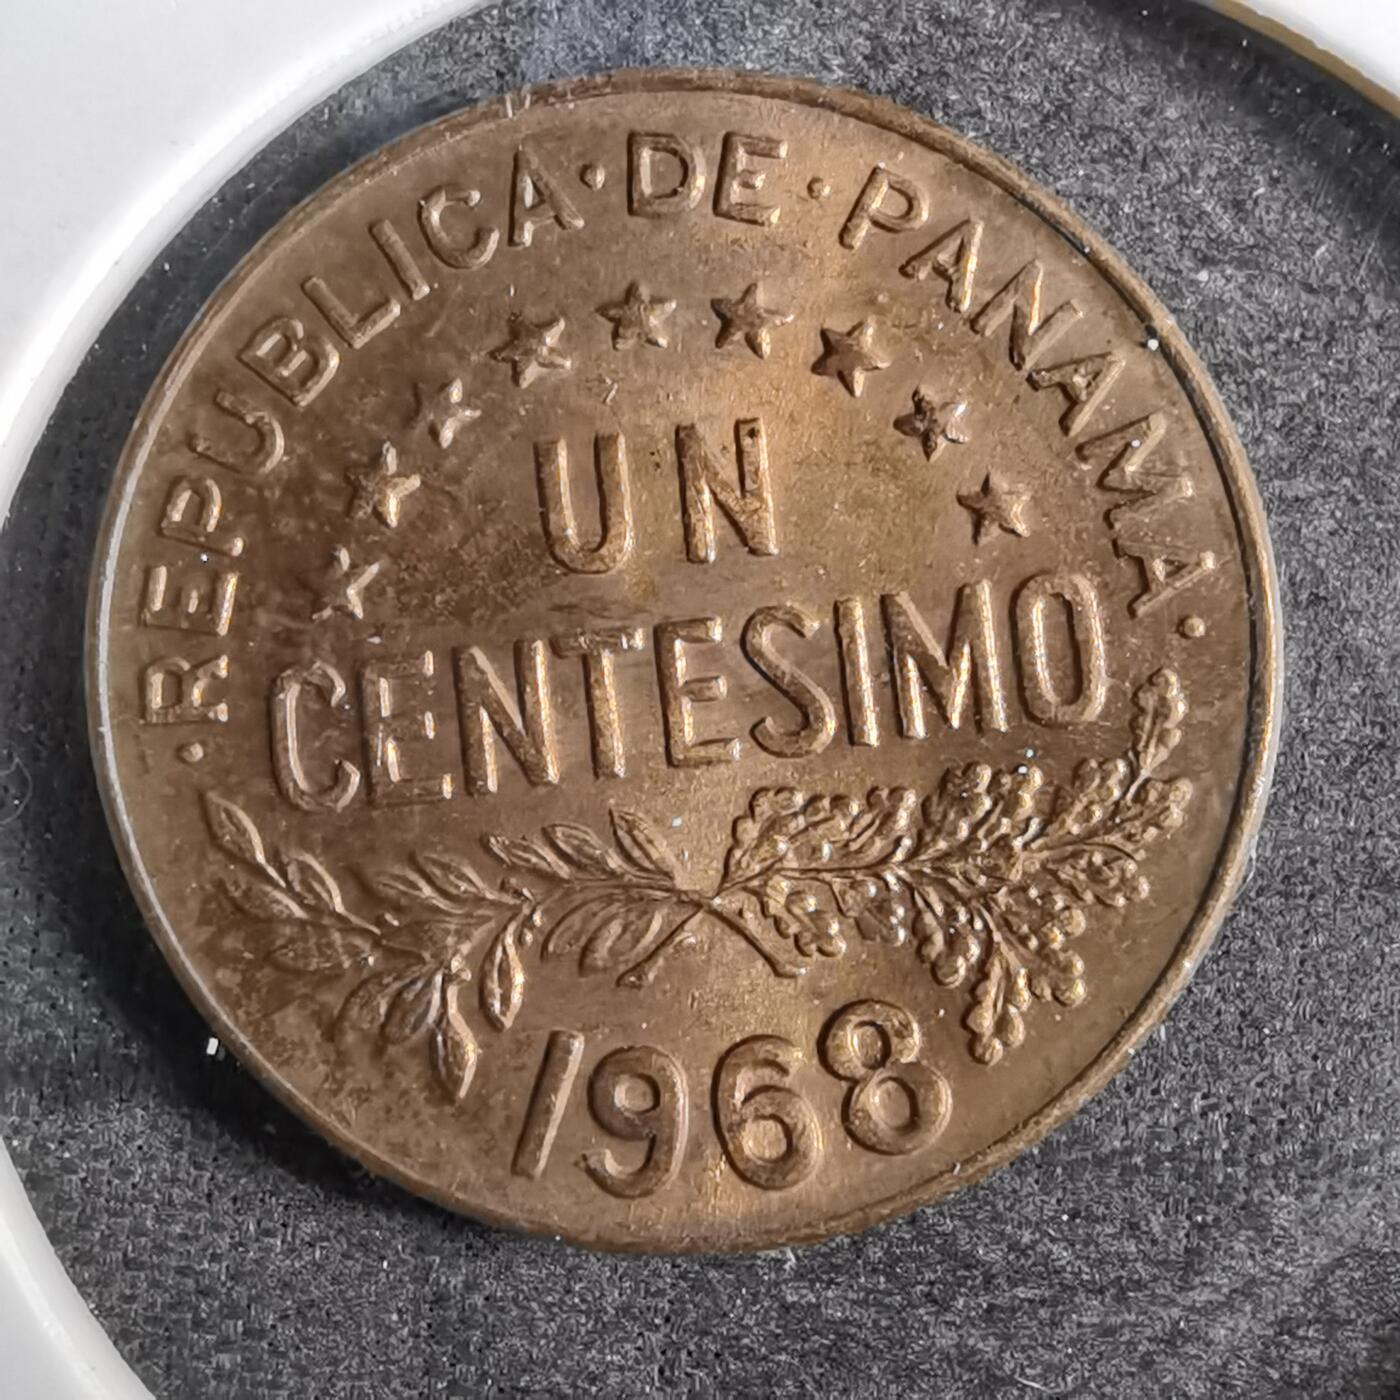 ·REPUBLICA·DE·PANAMA·
UN
CENTESIMO
1968